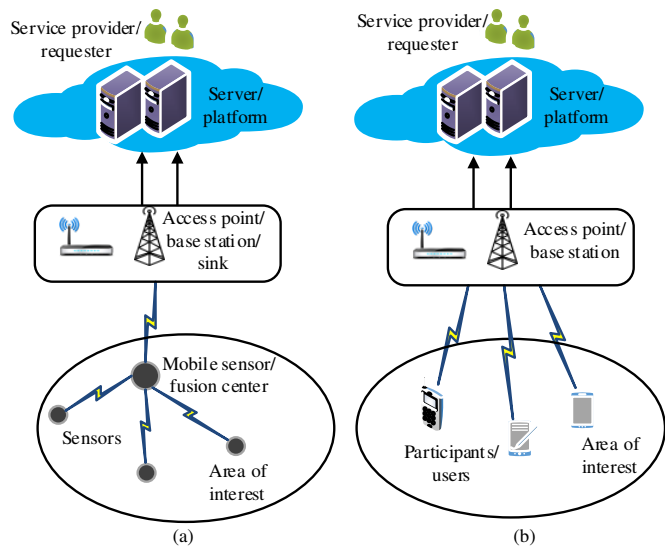 Service provider/
requester
Server/
platform
Access point/
base station/
sink
Mobile sensor/
fusion center
Sensors
Area of
interest
(a)
Service provider/
requester
Server/
platform
Access point/
base station
Participants/
users
Area of
interest
(b)